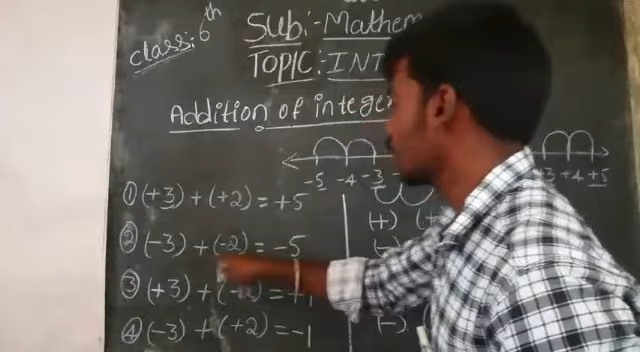 class: 6th
Sub:- Mathem
TOPIC:- INT
Addition of integer
-5 -4 -3 +3 +4 +5
① (+3) + (+2) = +5
(+) (+
② (-3) + (-2) = -5
(-)
③ (+3) + (-2) = +1
④ (-3) + (+2) = -1
(-)